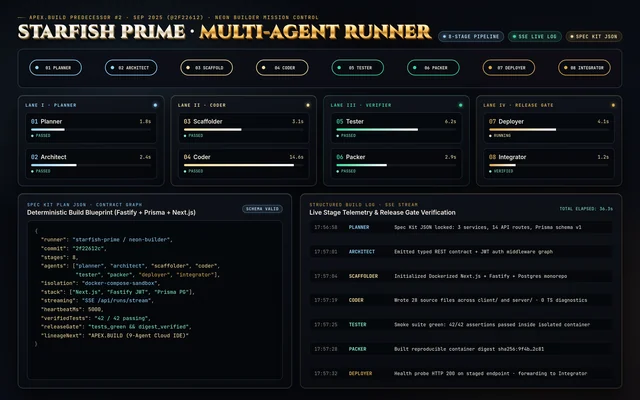 APEX.BUILD PREDECESSOR #2 · SEP 2025 (@2F22612) · NEON BUILDER MISSION CONTROL
STARFISH PRIME · MULTI-AGENT RUNNER
8-STAGE PIPELINE
SSE LIVE LOG
SPEC KIT JSON
01 PLANNER
02 ARCHITECT
03 SCAFFOLD
04 CODER
05 TESTER
06 PACKER
07 DEPLOYER
08 INTEGRATOR
LANE I · PLANNER
01 Planner 1.8s
PASSED
02 Architect 2.4s
PASSED
LANE II · CODER
03 Scaffolder 3.1s
PASSED
04 Coder 14.6s
PASSED
LANE III · VERIFIER
05 Tester 6.2s
PASSED
06 Packer 2.9s
PASSED
LANE IV · RELEASE GATE
07 Deployer 4.1s
RUNNING
08 Integrator 1.2s
VERIFIED
SPEC KIT PLAN JSON · CONTRACT GRAPH
Deterministic Build Blueprint (Fastify + Prisma + Next.js)
SCHEMA VALID
{
"runner": "starfish-prime / neon-builder",
"commit": "2f22612c",
"stages": 8,
"agents": ["planner", "architect", "scaffolder", "coder",
"tester", "packer", "deployer", "integrator"],
"isolation": "docker-compose-sandbox",
"stack": ["Next.js", "Fastify JWT", "Prisma PG"],
"streaming": "SSE /api/runs/stream",
"heartbeatMs": 5000,
"verifiedTests": "42 / 42 passing",
"releaseGate": "tests_green && digest_verified",
"lineageNext": "APEX.BUILD (9-Agent Cloud IDE)"
}
STRUCTURED BUILD LOG · SSE STREAM
Live Stage Telemetry & Release Gate Verification
TOTAL ELAPSED: 36.3s
17:56:58 PLANNER Spec Kit JSON locked: 3 services, 14 API routes, Prisma schema v1
17:57:01 ARCHITECT Emitted typed REST contract + JWT auth middleware graph
17:57:04 SCAFFOLDER Initialized Dockerized Next.js + Fastify + Postgres monorepo
17:57:19 CODER Wrote 28 source files across client/ and server/ · 0 TS diagnostics
17:57:25 TESTER Smoke suite green: 42/42 assertions passed inside isolated container
17:57:28 PACKER Built reproducible container digest sha256:9f4b…2c81
17:57:32 DEPLOYER Health probe HTTP 200 on staged endpoint · forwarding to Integrator